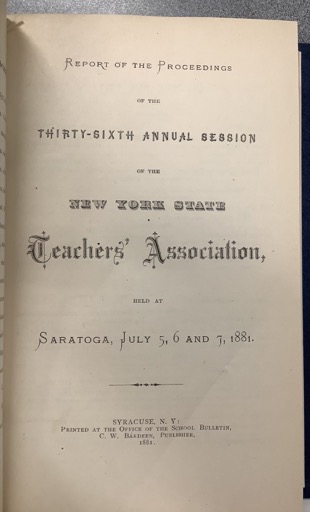 Report of the Proceedings
OF THE
THIRTY-SIXTH ANNUAL SESSION
OF THE
NEW YORK STATE
Teachers' Association,
HELD AT
Saratoga, July 5, 6 and 7, 1881.
SYRACUSE, N. Y:
Printed at the Office of the School Bulletin,
C. W. Bardeen, Publisher,
1881.